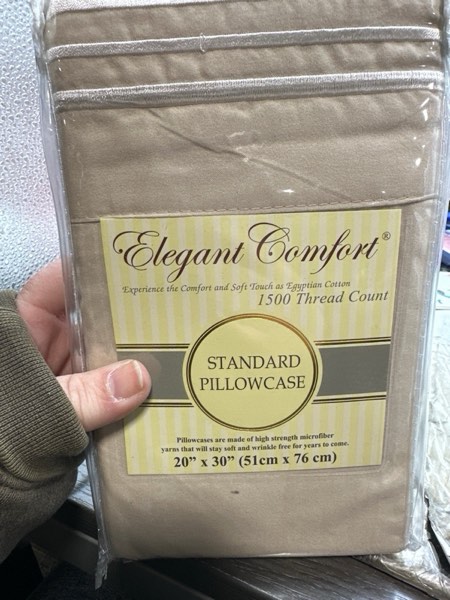 Elegant Comfort®
Experience the Comfort and Soft Touch as Egyptian Cotton
1500 Thread Count
STANDARD
PILLOWCASE
Pillowcases are made of high strength microfiber
yarns that will stay soft and wrinkle free for years to come.
20” x 30” (51cm x 76 cm)